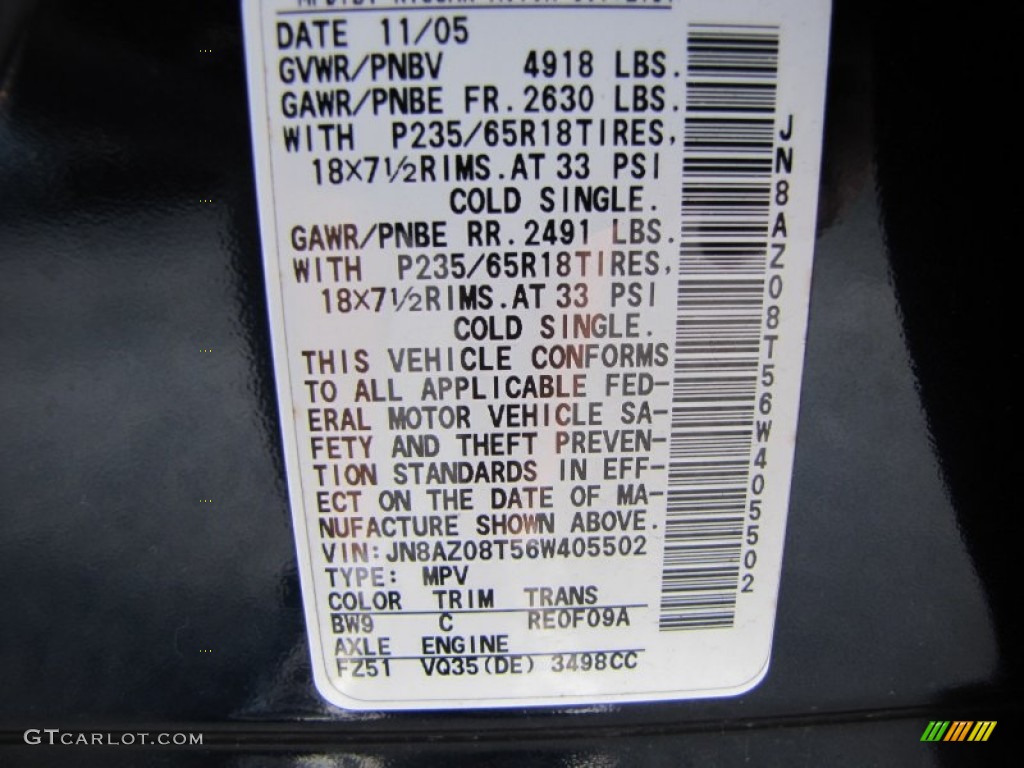 DATE 11/05
GVWR/PNBV 4918 LBS.
GAWR/PNBE FR. 2630 LBS.
WITH P235/65R18TIRES,
18X7½RIMS. AT 33 PSI
COLD SINGLE.
GAWR/PNBE RR. 2491 LBS.
WITH P235/65R18TIRES,
18X7½RIMS. AT 33 PSI
COLD SINGLE.
THIS VEHICLE CONFORMS
TO ALL APPLICABLE FED-
ERAL MOTOR VEHICLE SA-
FETY AND THEFT PREVEN-
TION STANDARDS IN EFF-
ECT ON THE DATE OF MA-
NUFACTURE SHOWN ABOVE.
VIN: JN8AZ08T56W405502
TYPE: MPV
COLOR TRIM TRANS
BW9 C RE0F09A
AXLE ENGINE
FZ51 VQ35(DE) 3498CC
JN8AZ08T56W405502
GTCARLOT.COM